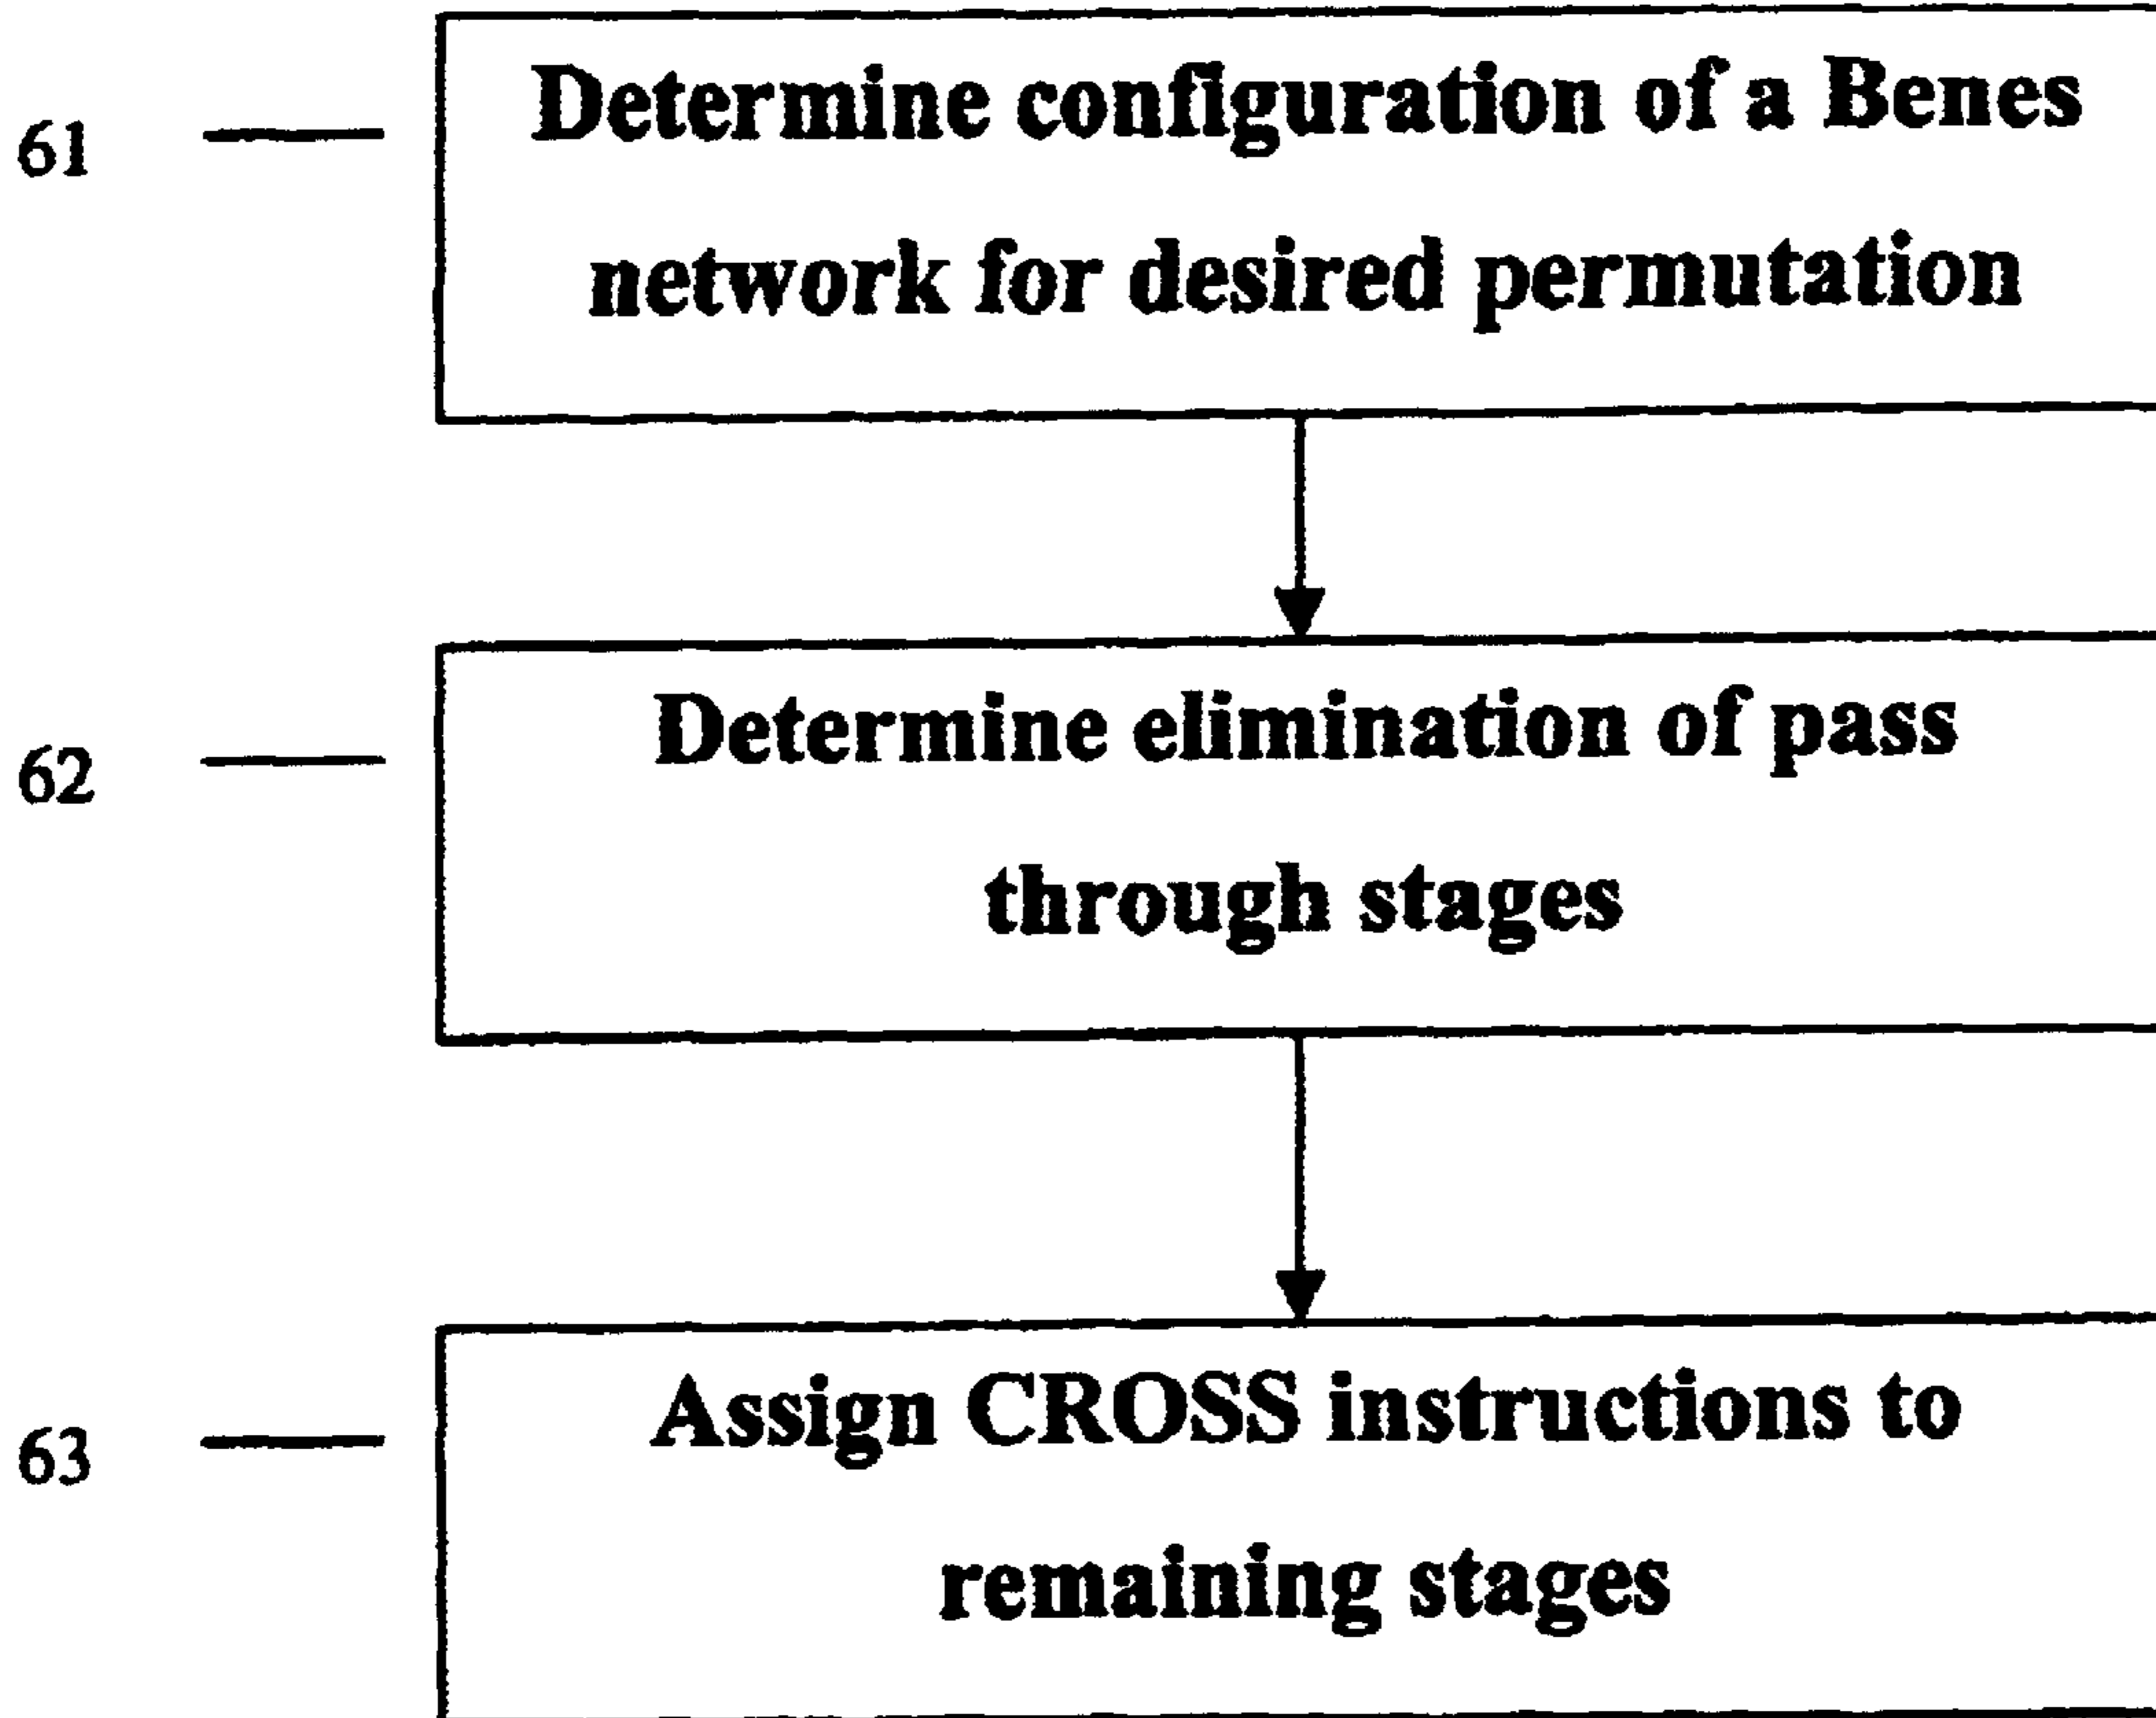 61
Determine configuration of a Benes
network for desired permutation
62
Determine elimination of pass
through stages
63
Assign CROSS instructions to
remaining stages